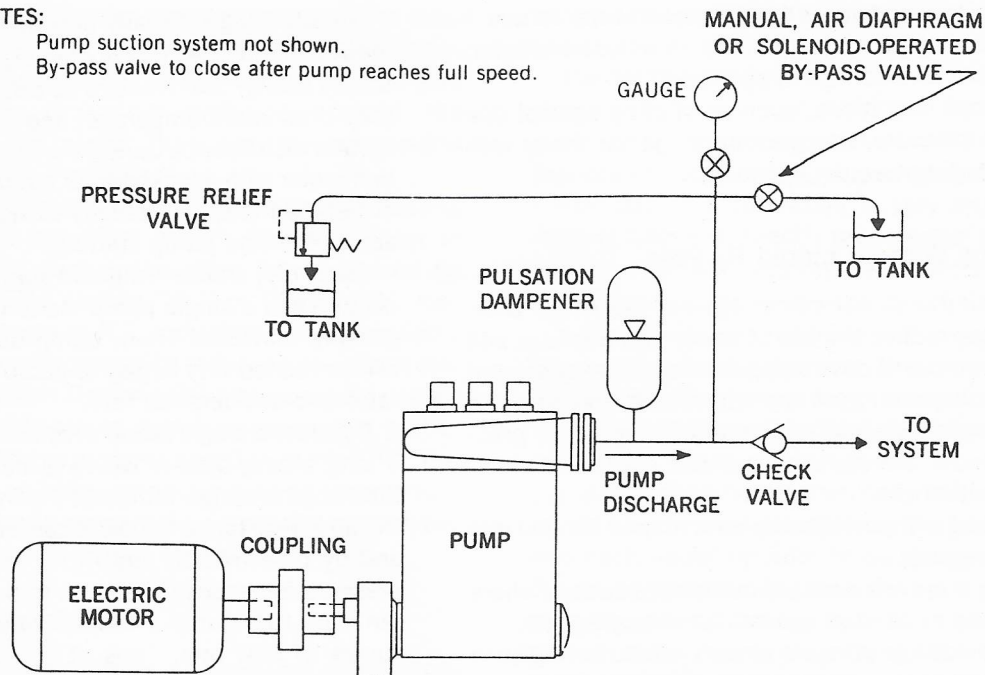 TES:
Pump suction system not shown.
By-pass valve to close after pump reaches full speed.
MANUAL, AIR DIAPHRAGM
OR SOLENOID-OPERATED
BY-PASS VALVE
GAUGE
PRESSURE RELIEF
VALVE
TO TANK
PULSATION
DAMPENER
TO TANK
TO
SYSTEM
PUMP
DISCHARGE
CHECK
VALVE
COUPLING
PUMP
ELECTRIC
MOTOR